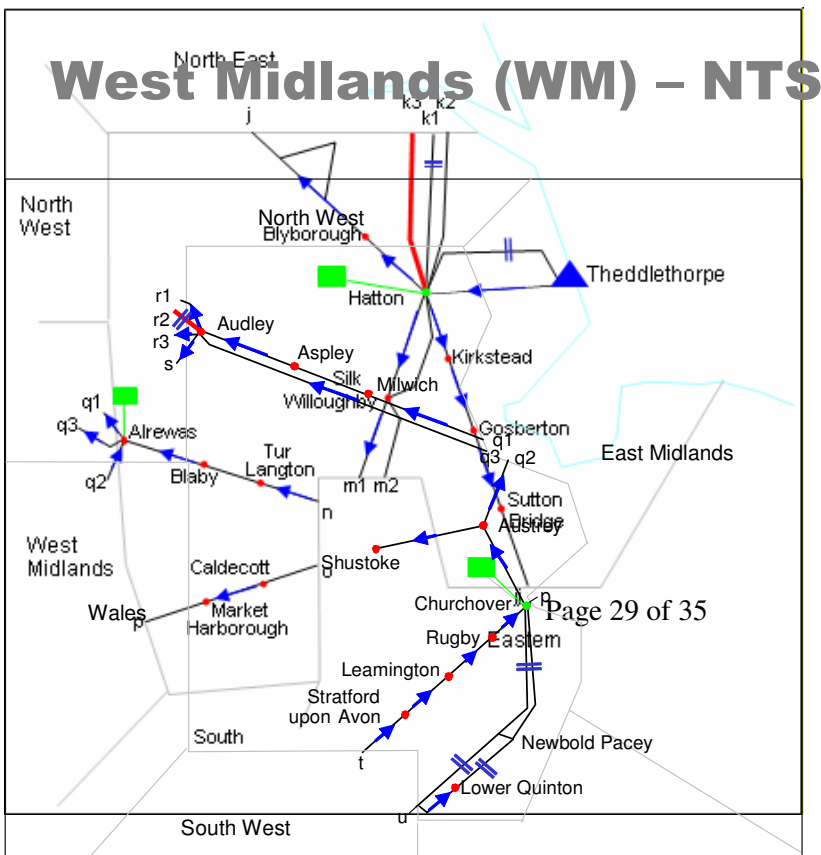 North East
West Midlands (WM) – NTS
k3 k2
j
k1
North
West
North West
Blyborough
Theddlethorpe
Hatton
r1
r2
Audley
r3
s
Aspley
Kirkstead
Silk
Willoughby
Milwich
q1
q3
Alrewas
Gosberton
q1
q3 q2
East Midlands
Blaby
Tur
Langton
q2
m1 m2
n
Sutton
Bridge
Austrey
West
Midlands
Shustoke
o
Caldecott
Churchover
i p
Page 29 of 35
Wales
p
Market
Harborough
Rugby
Eastern
Leamington
Stratford
upon Avon
South
t
Newbold Pacey
Lower Quinton
u
South West